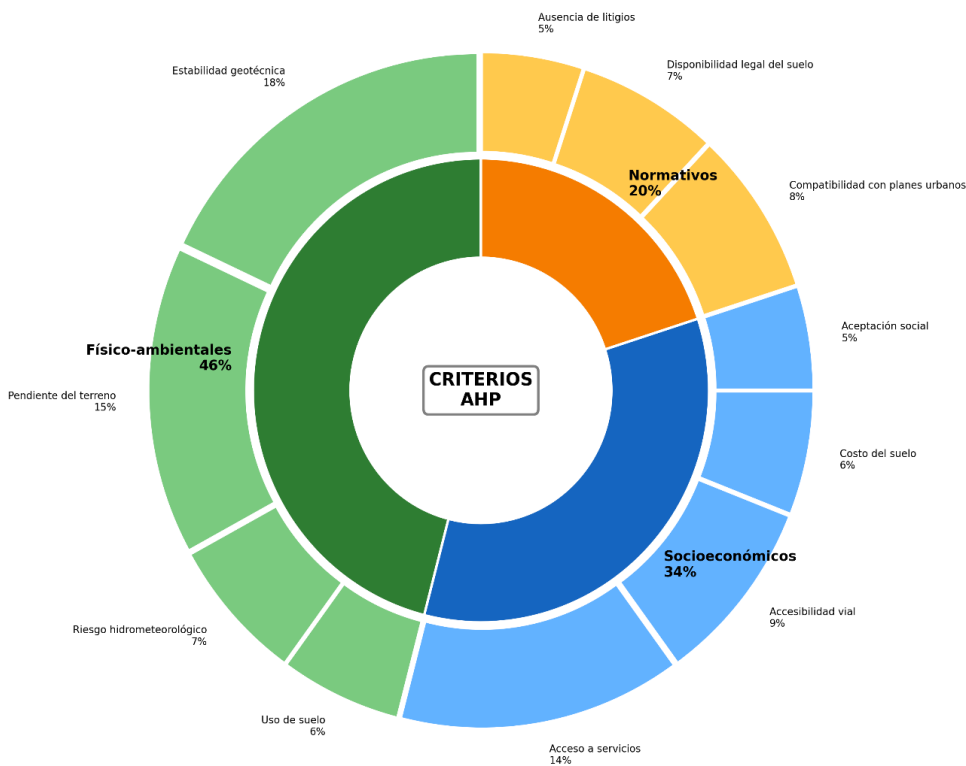 Ausencia de litigios
5%
Disponibilidad legal del suelo
7%
Estabilidad geotécnica
18%
Normativos
20%
Compatibilidad con planes urbanos
8%
Aceptación social
5%
Físico-ambientales
46%
CRITERIOS
AHP
Pendiente del terreno
15%
Costo del suelo
6%
Socioeconómicos
34%
Accesibilidad vial
9%
Riesgo hidrometeorológico
7%
Uso de suelo
6%
Acceso a servicios
14%